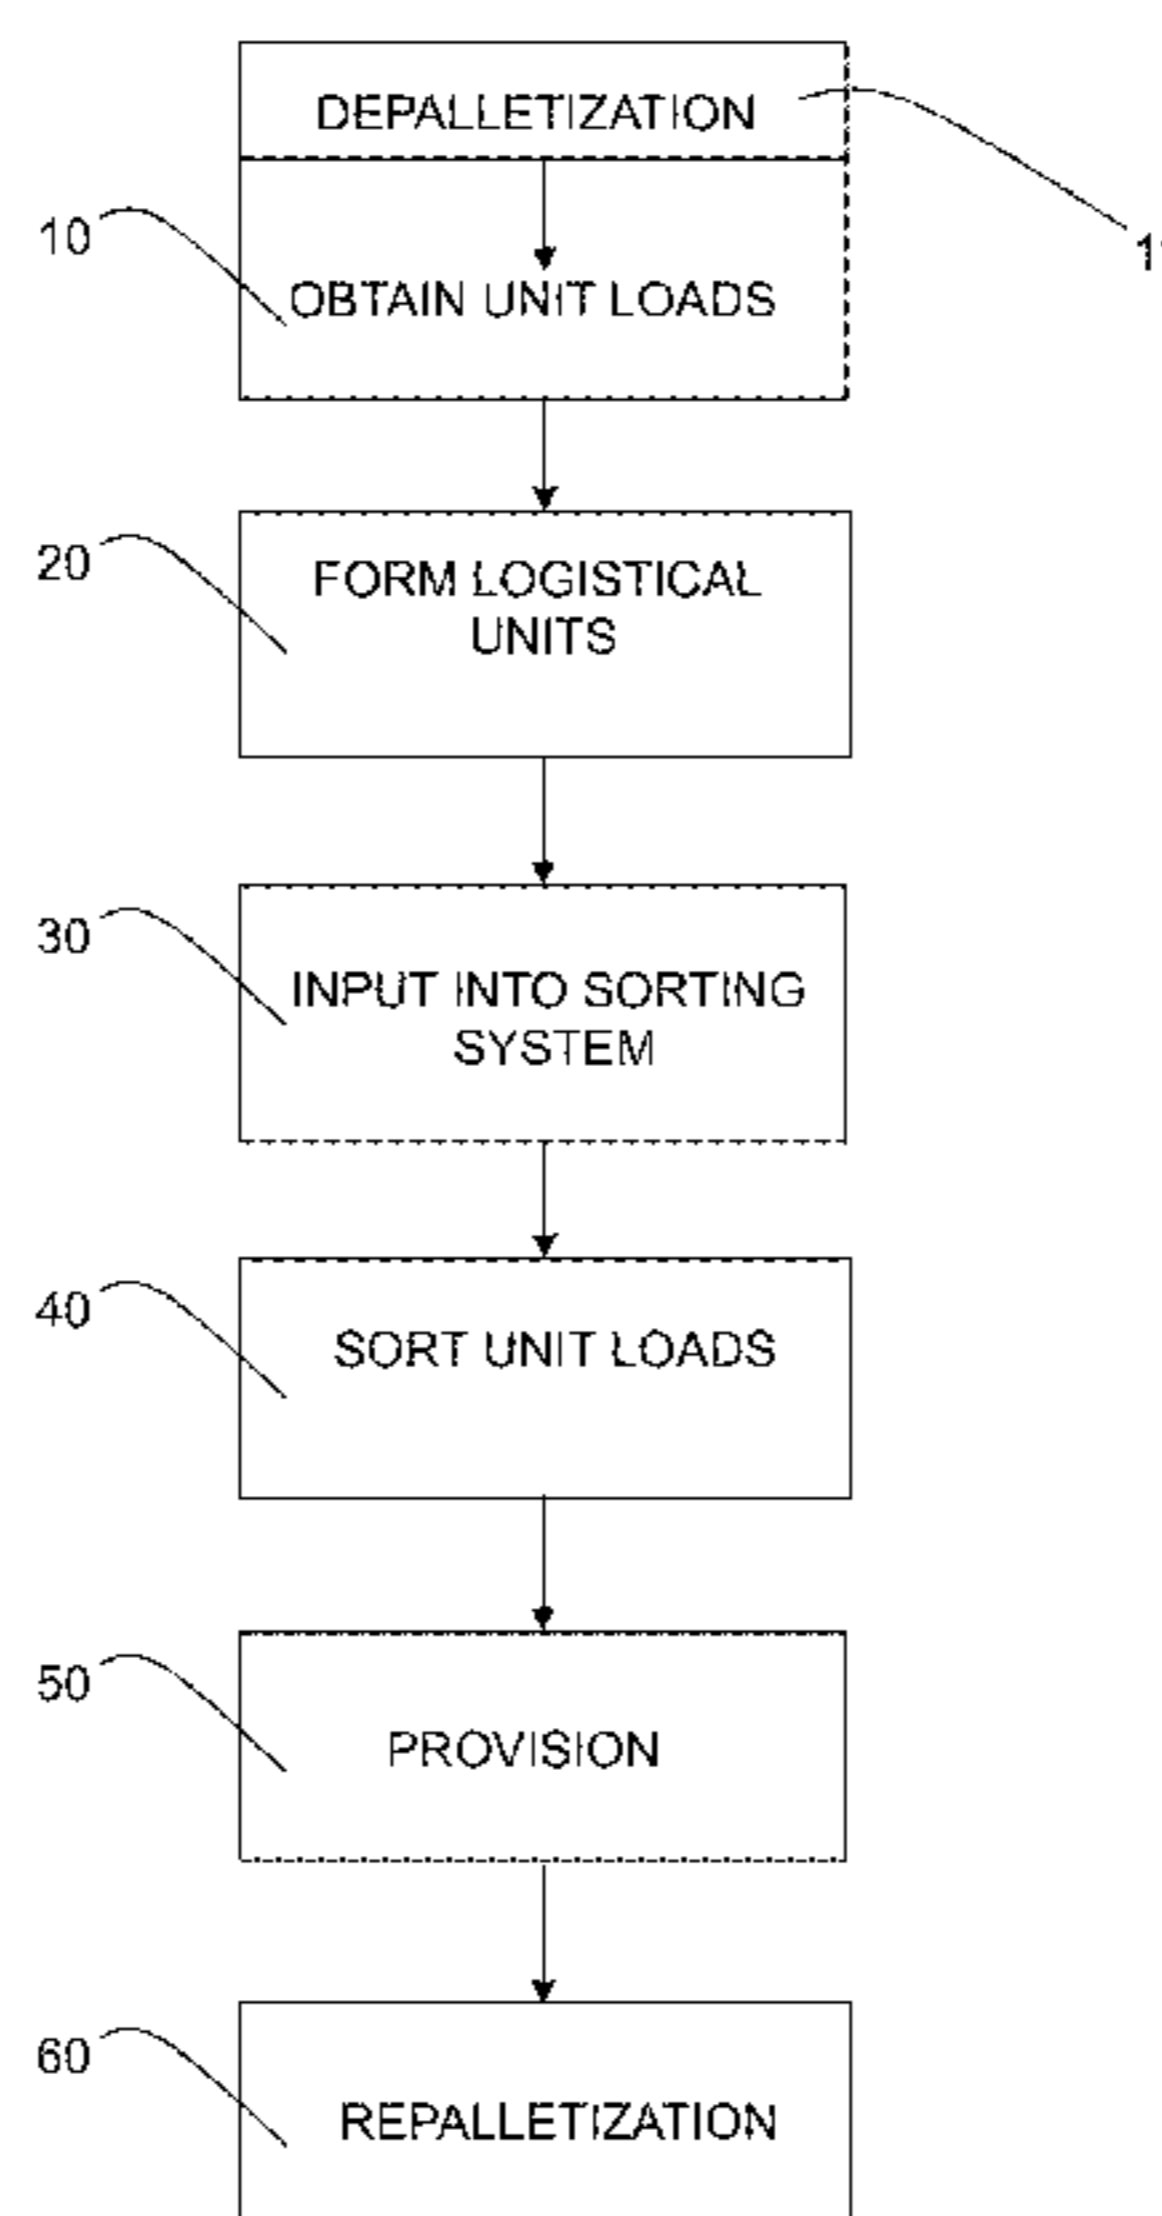 DEPALLETIZATION
10
OBTAIN UNIT LOADS
20
FORM LOGISTICAL
UNITS
30
INPUT INTO SORTING
SYSTEM
40
SORT UNIT LOADS
50
PROVISION
60
REPALLETIZATION